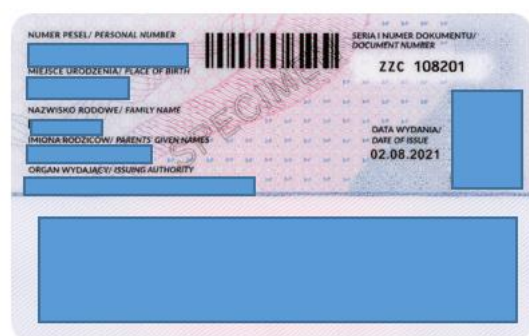 NUMER PESEL/ PERSONAL NUMBER
MIEJSCE URODZENIA/ PLACE OF BIRTH
NAZWISKO RODOWE/ FAMILY NAME
IMIONA RODZICÓW/ PARENTS' GIVEN NAMES
ORGAN WYDAJĄCY/ ISSUING AUTHORITY
SERIA I NUMER DOKUMENTU/
DOCUMENT NUMBER
ZZC 108201
DATA WYDANIA/
DATE OF ISSUE
02.08.2021
SPECIMEN